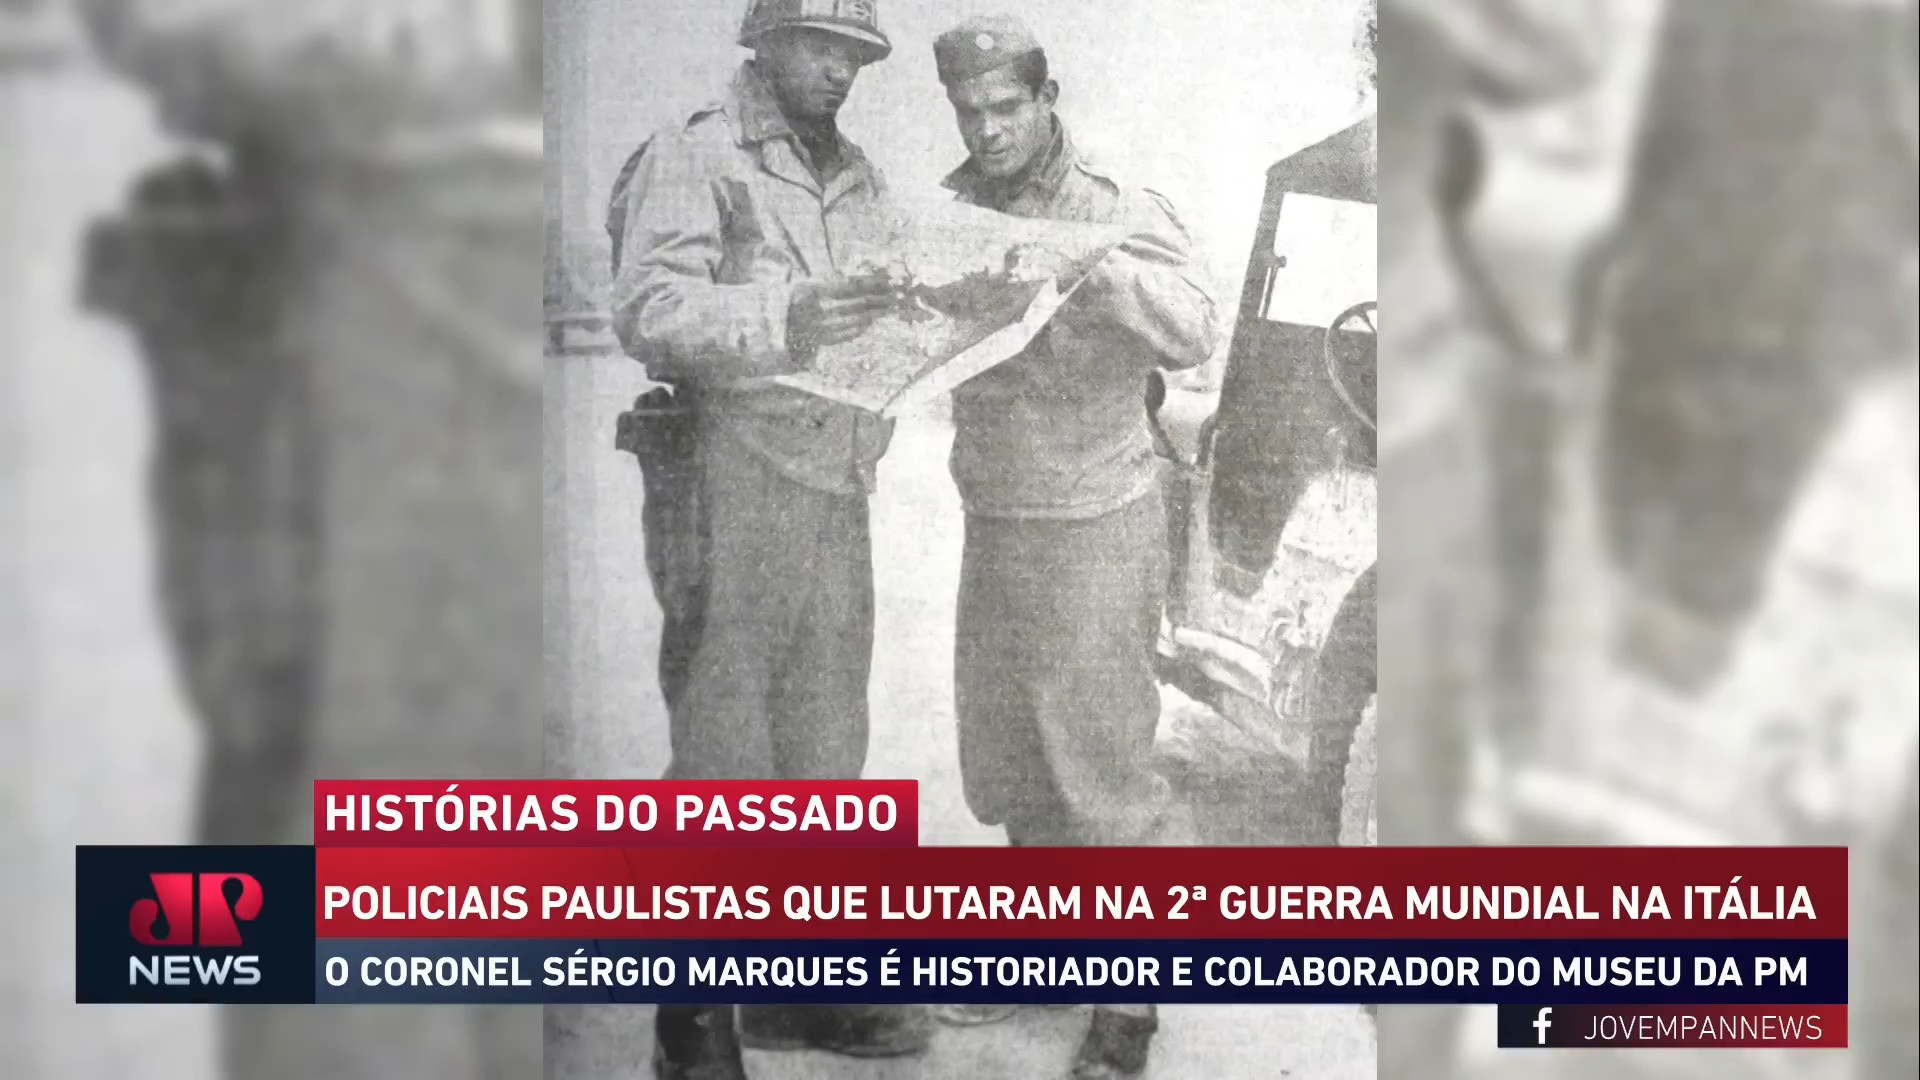 HISTÓRIAS DO PASSADO
POLICIAIS PAULISTAS QUE LUTARAM NA 2ª GUERRA MUNDIAL NA ITÁLIA
JP
NEWS
O CORONEL SÉRGIO MARQUES É HISTORIADOR E COLABORADOR DO MUSEU DA PM
f JOVEMPANNEWS